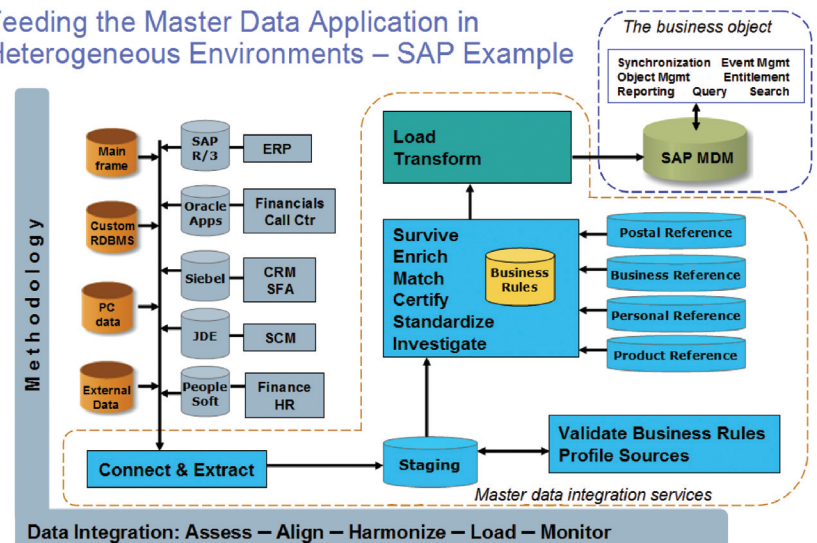 Feeding the Master Data Application in
Heterogeneous Environments – SAP Example
The business object
Synchronization Event Mgmt
Object Mgmt Entitlement
Reporting Query Search
SAP MDM
Load
Transform
Main
frame
SAP
R/3
ERP
Custom
RDBMS
Oracle
Apps
Financials
Call Ctr
Siebel
CRM
SFA
PC
data
JDE
SCM
External
Data
People
Soft
Finance
HR
Survive
Enrich
Match
Certify
Standardize
Investigate
Business
Rules
Postal Reference
Business Reference
Personal Reference
Product Reference
Connect & Extract
Staging
Validate Business Rules
Profile Sources
Master data integration services
Methodology
Data Integration: Assess – Align – Harmonize – Load – Monitor